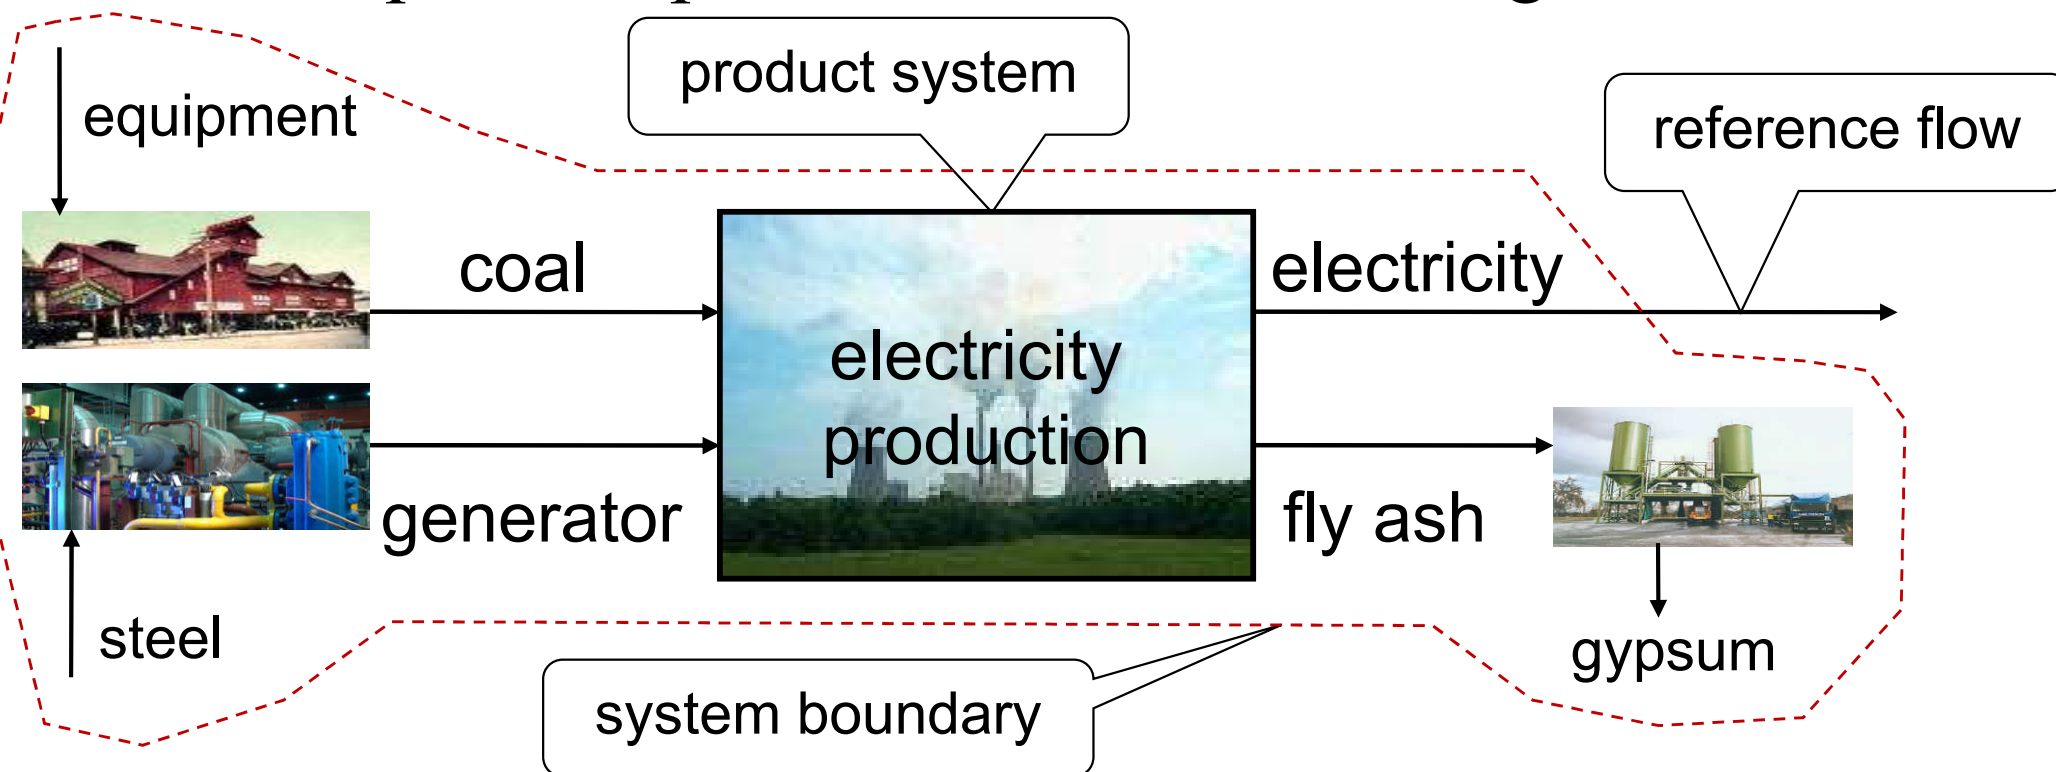 product system
reference flow
equipment
coal
electricity
electricity
production
generator
fly ash
steel
gypsum
system boundary